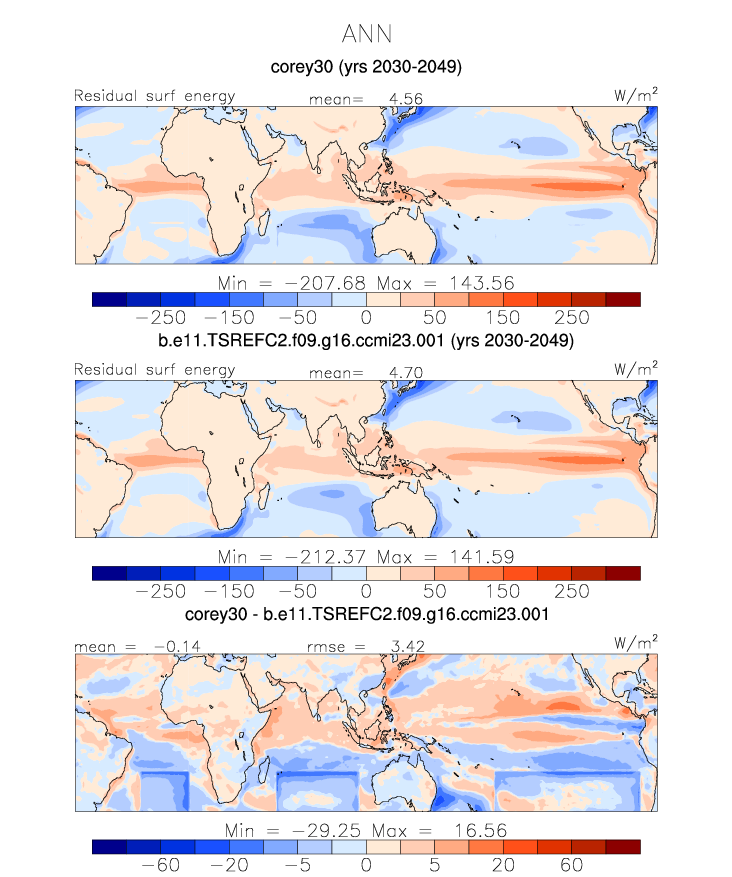 ANN
corey30 (yrs 2030-2049)
Residual surf energy mean= 4.56 W/m²
Min = −207.68 Max = 143.56
−250 −150 −50 0 50 150 250
b.e11.TSREFC2.f09.g16.ccmi23.001 (yrs 2030-2049)
Residual surf energy mean= 4.70 W/m²
Min = −212.37 Max = 141.59
−250 −150 −50 0 50 150 250
corey30 - b.e11.TSREFC2.f09.g16.ccmi23.001
mean = −0.14 rmse = 3.42 W/m²
Min = −29.25 Max = 16.56
−60 −20 −5 0 5 20 60